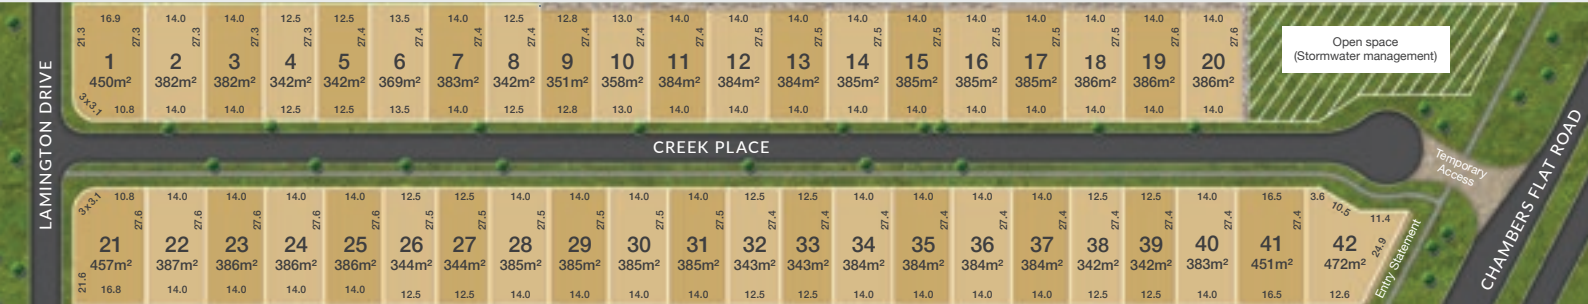 16.9 14.0 14.0 12.5 12.5 13.5 14.0 12.5 12.8 13.0 14.0 14.0 14.0 14.0 14.0 14.0 14.0 14.0 14.0 14.0
21.3 27.3 27.3 27.3 27.3 27.4 27.4 27.4 27.4 27.4 27.4 27.4 27.5 27.5 27.5 27.5 27.5 27.5 27.6 27.6
1 2 3 4 5 6 7 8 9 10 11 12 13 14 15 16 17 18 19 20
450m² 382m² 382m² 342m² 342m² 369m² 383m² 342m² 351m² 358m² 384m² 384m² 384m² 385m² 385m² 385m² 385m² 386m² 386m² 386m²
3x3.1 10.8 14.0 14.0 12.5 12.5 13.5 14.0 12.5 12.8 13.0 14.0 14.0 14.0 14.0 14.0 14.0 14.0 14.0 14.0 14.0
Open space
(Stormwater management)
LAMINGTON DRIVE
CREEK PLACE
Temporary
Access
CHAMBERS FLAT ROAD
3x3.1 10.8 14.0 14.0 14.0 14.0 12.5 12.5 14.0 14.0 14.0 14.0 12.5 12.5 14.0 14.0 14.0 14.0 12.5 12.5 14.0 16.5 3.6 10.5 11.4
27.6 27.6 27.6 27.6 27.5 27.5 27.5 27.5 27.5 27.5 27.4 27.4 27.4 27.4 27.4 27.4 27.4 27.4 27.4 27.4 24.9
21 22 23 24 25 26 27 28 29 30 31 32 33 34 35 36 37 38 39 40 41 42
457m² 387m² 386m² 386m² 386m² 344m² 344m² 385m² 385m² 385m² 385m² 343m² 343m² 384m² 384m² 384m² 384m² 342m² 342m² 383m² 451m² 472m²
21.6 16.8 14.0 14.0 14.0 14.0 12.5 12.5 14.0 14.0 14.0 14.0 12.5 12.5 14.0 14.0 14.0 14.0 12.5 12.5 14.0 16.5 12.6
Entry Statement